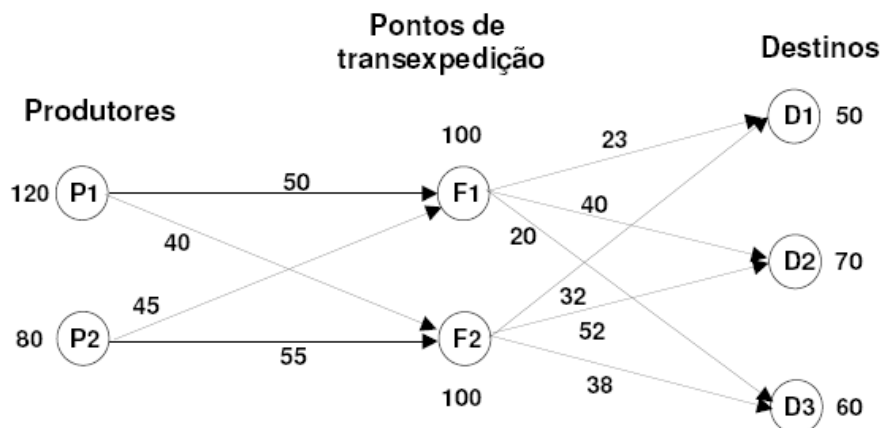 Pontos de
transexpedição
Destinos
Produtores
100
D1 50
23
120 P1 50 F1
40
40
20
D2 70
45
32
80 P2 F2
52
55
38
100
D3 60